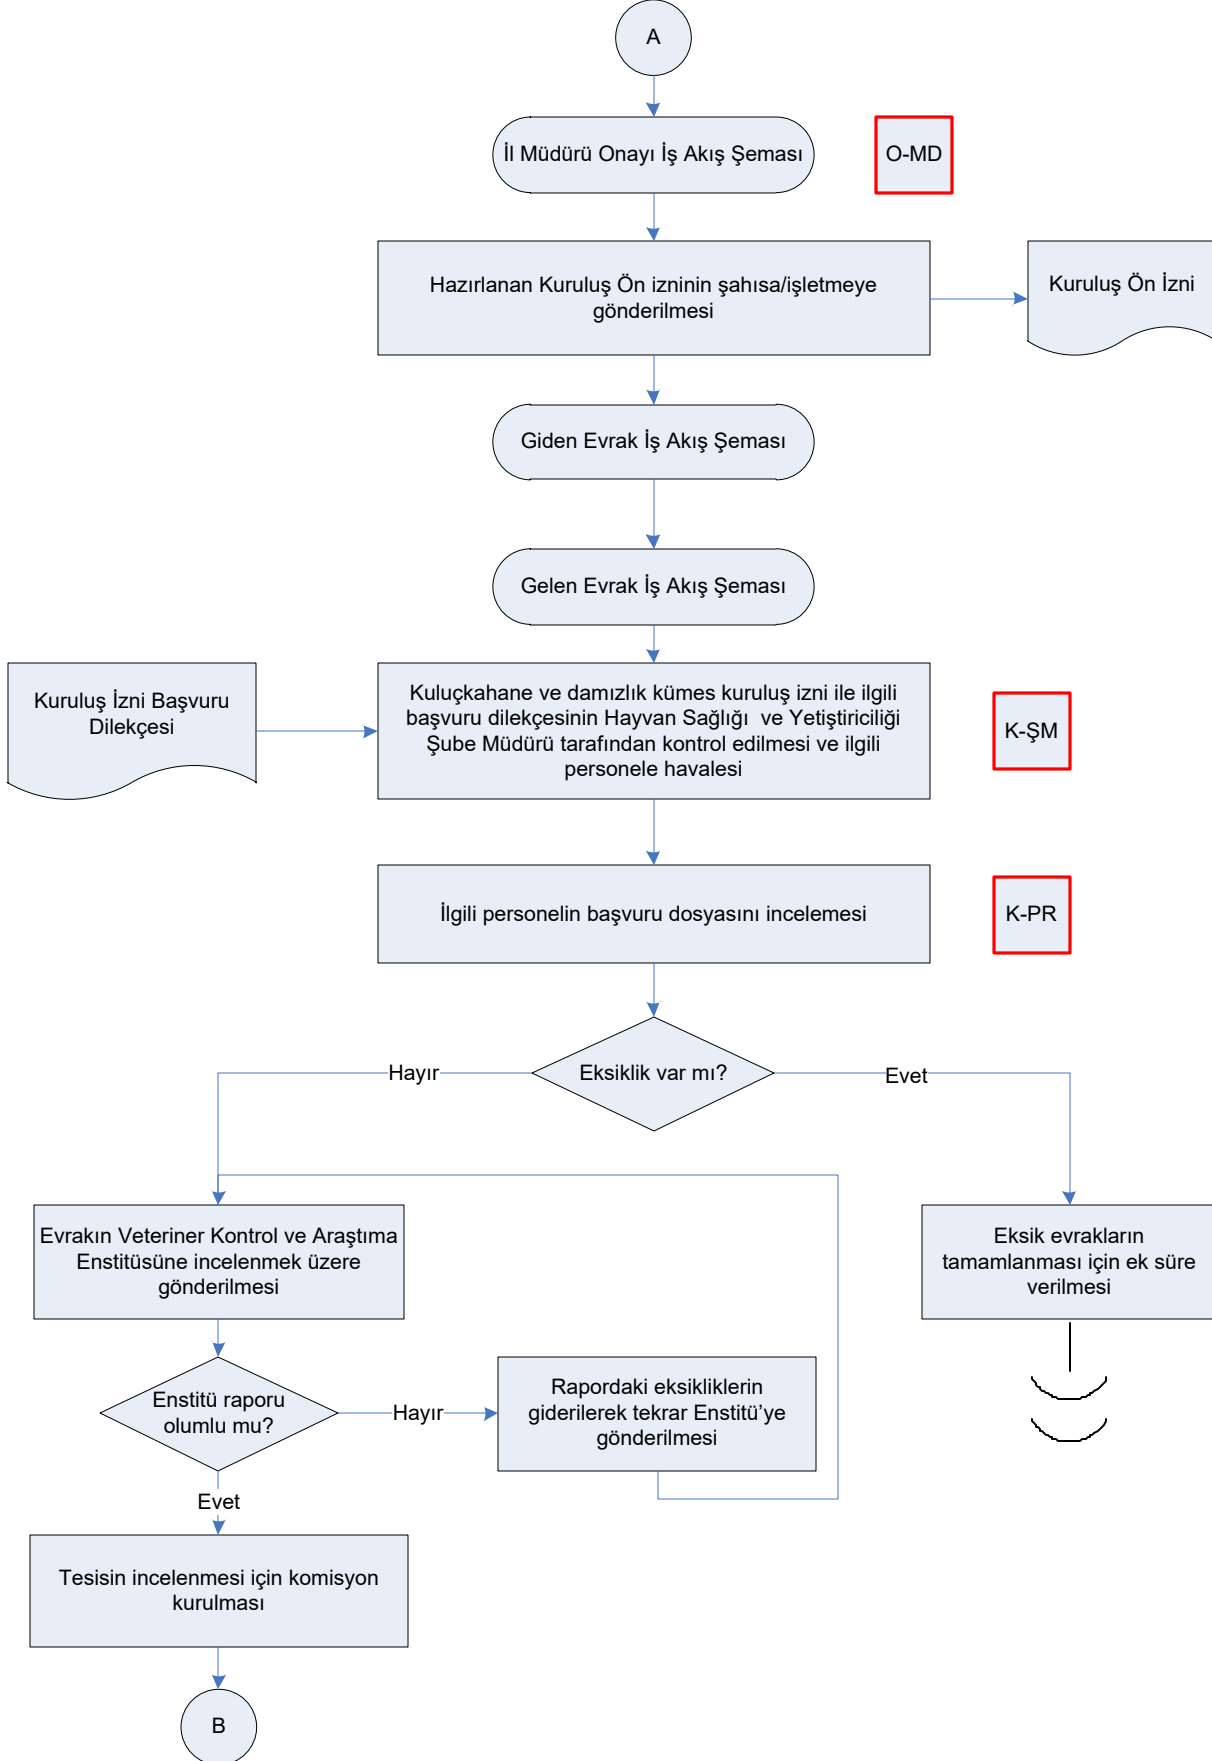 A
İl Müdürü Onayı İş Akış Şeması
O-MD
Hazırlanan Kuruluş Ön izninin şahısa/işletmeye
gönderilmesi
Kuruluş Ön İzni
Giden Evrak İş Akış Şeması
Gelen Evrak İş Akış Şeması
Kuruluş İzni Başvuru
Dilekçesi
Kuluçkahane ve damızlık kümes kuruluş izni ile ilgili
başvuru dilekçesinin Hayvan Sağlığı ve Yetiştiriciliği
Şube Müdürü tarafından kontrol edilmesi ve ilgili
personele havalesi
K-ŞM
İlgili personelin başvuru dosyasını incelemesi
K-PR
Eksiklik var mı?
Hayır
Evet
Evrakın Veteriner Kontrol ve Araştıma
Enstitüsüne incelenmek üzere
gönderilmesi
Eksik evrakların
tamamlanması için ek süre
verilmesi
Enstitü raporu
olumlu mu?
Hayır
Rapordaki eksikliklerin
giderilerek tekrar Enstitü’ye
gönderilmesi
Evet
Tesisin incelenmesi için komisyon
kurulması
B